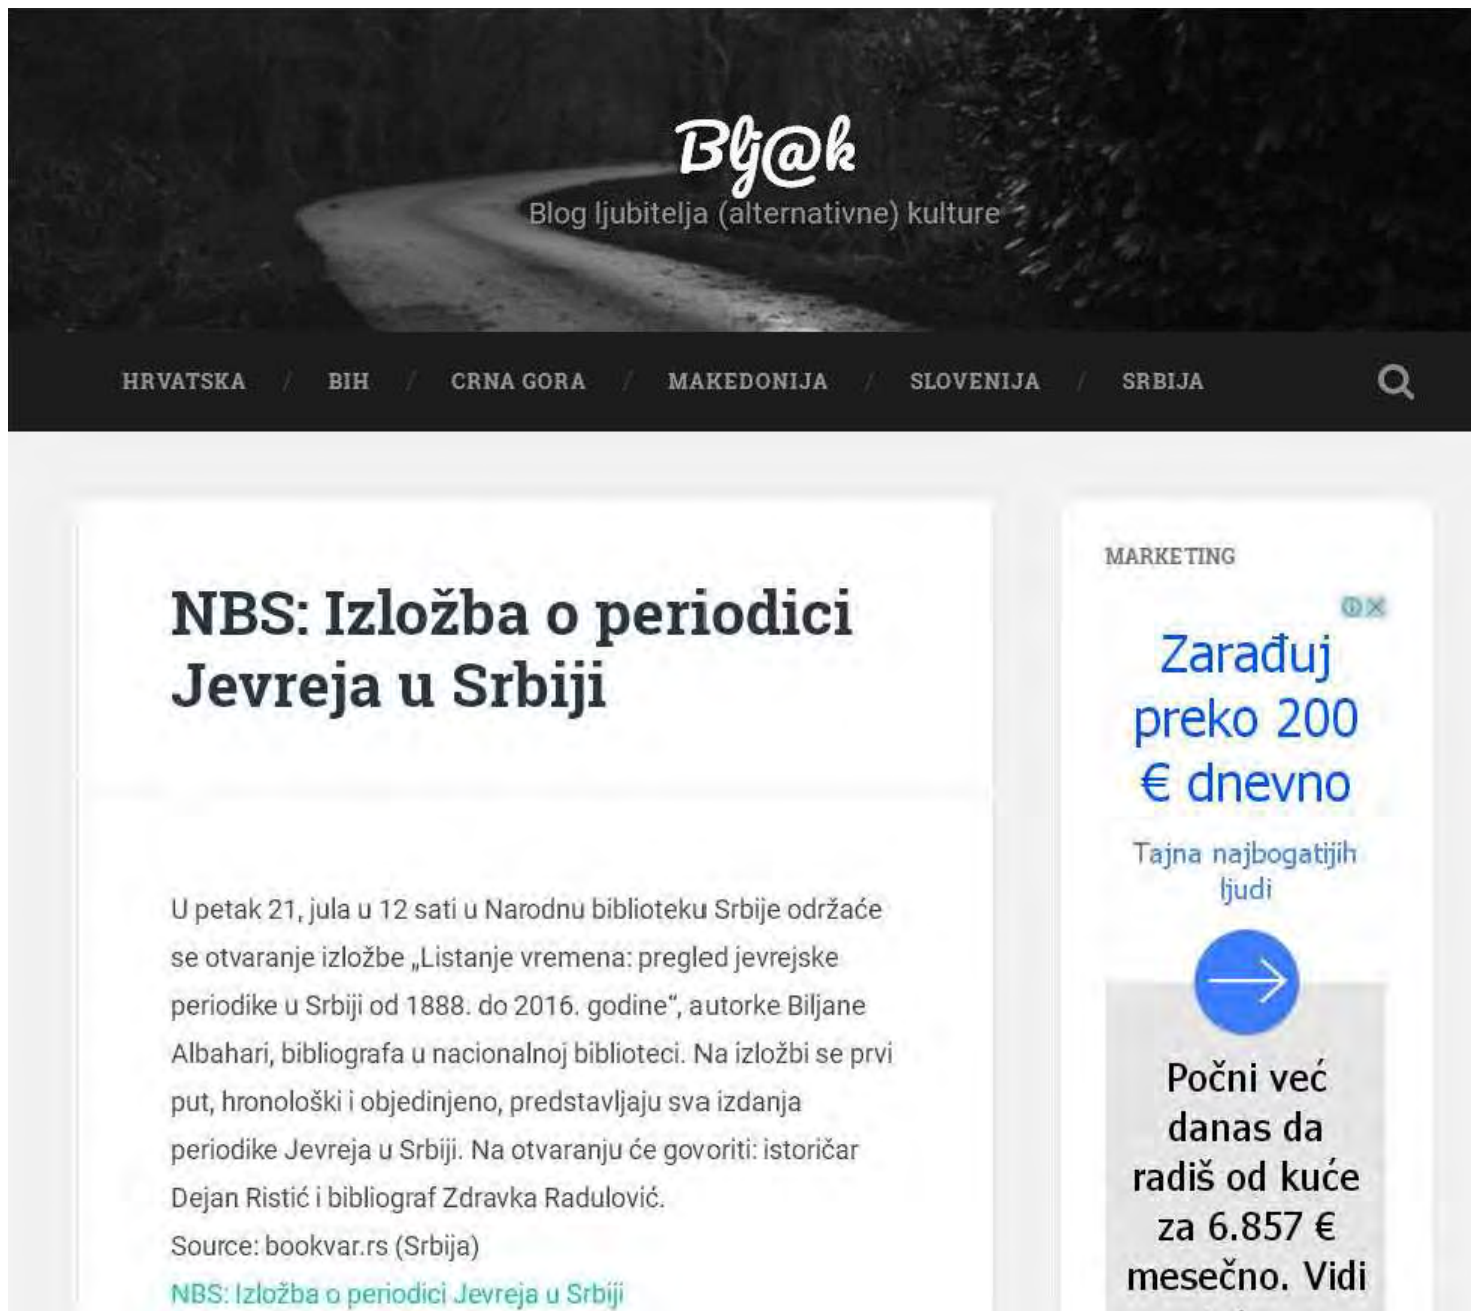 Blj@k
Blog ljubitelja (alternativne) kulture
HRVATSKA / BIH / CRNA GORA / MAKEDONIJA / SLOVENIJA / SRBIJA
NBS: Izložba o periodici
Jevreja u Srbiji
U petak 21, jula u 12 sati u Narodnu biblioteku Srbije održaće
se otvaranje izložbe „Listanje vremena: pregled jevrejske
periodike u Srbiji od 1888. do 2016. godine“, autorke Biljane
Albahari, bibliografa u nacionalnoj biblioteci. Na izložbi se prvi
put, hronološki i objedinjeno, predstavljaju sva izdanja
periodike Jevreja u Srbiji. Na otvaranju će govoriti: istoričar
Dejan Ristić i bibliograf Zdravka Radulović.
Source: bookvar.rs (Srbija)
NBS: Izložba o periodici Jevreja u Srbiji
MARKETING
Zarađuj
preko 200
€ dnevno
Tajna najbogatijih
ljudi
Počni već
danas da
radiš od kuće
za 6.857 €
mesečno. Vidi